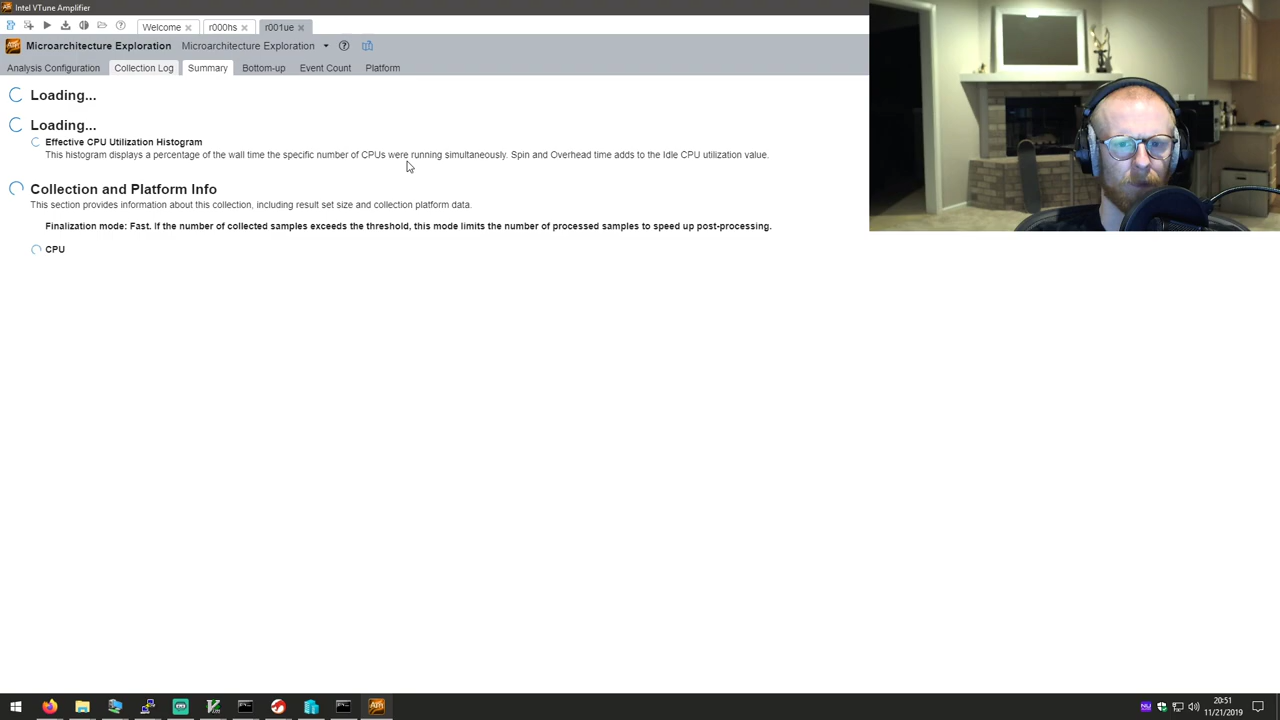 Intel VTune Amplifier
Welcome
r000hs
r001ue
Microarchitecture Exploration
Microarchitecture Exploration
Analysis Configuration
Collection Log
Summary
Bottom-up
Event Count
Platform
Loading...
Loading...
Effective CPU Utilization Histogram
This histogram displays a percentage of the wall time the specific number of CPUs were running simultaneously. Spin and Overhead time adds to the Idle CPU utilization value.
Collection and Platform Info
This section provides information about this collection, including result set size and collection platform data.
Finalization mode: Fast. If the number of collected samples exceeds the threshold, this mode limits the number of processed samples to speed up post-processing.
CPU
20:51
11/21/2019